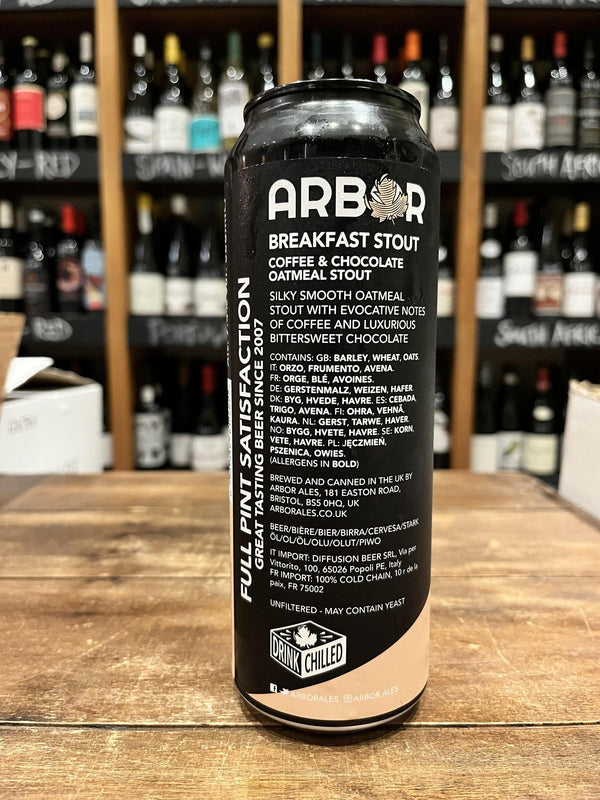 ARBOR
BREAKFAST STOUT
COFFEE & CHOCOLATE
OATMEAL STOUT
SILKY SMOOTH OATMEAL
STOUT WITH EVOCATIVE NOTES
OF COFFEE AND LUXURIOUS
BITTERSWEET CHOCOLATE
CONTAINS: GB: BARLEY, WHEAT, OATS.
IT: ORZO, FRUMENTO, AVENA.
FR: ORGE, BLÉ, AVOINES.
DE: GERSTENMALZ, WEIZEN, HAFER.
DK: BYG, HVEDE, HAVRE. ES: CEBADA,
TRIGO, AVENA. FI: OHRA, VEHNÄ,
KAURA. NL: GERST, TARWE, HAVER.
NO: BYGG, HVETE, HAVRE. SE: KORN,
VETE, HAVRE. PL: JĘCZMIEŃ,
PSZENICA, OWIES.
(ALLERGENS IN BOLD)
BREWED AND CANNED IN THE UK BY
ARBOR ALES, 181 EASTON ROAD,
BRISTOL, BS5 0HQ, UK
ARBORALES.CO.UK
BEER/BIÈRE/BIER/BIRRA/CERVESA/STARK
ÖL/OL/ÖL/OLU/OLUT/PIWO
IT IMPORT: DIFFUSION BEER SRL, Via per
Vittorito, 100, 65026 Popoli PE, Italy
FR IMPORT: 100% COLD CHAIN, 10 r de la
paix, FR 75002
UNFILTERED - MAY CONTAIN YEAST
DRINK CHILLED
ARBORALES ARBOR.ALES
FULL PINT SATISFACTION
GREAT TASTING BEER SINCE 2007
RED
SPAIN
SOUTH AFRI
RED
SOUTH AFRI